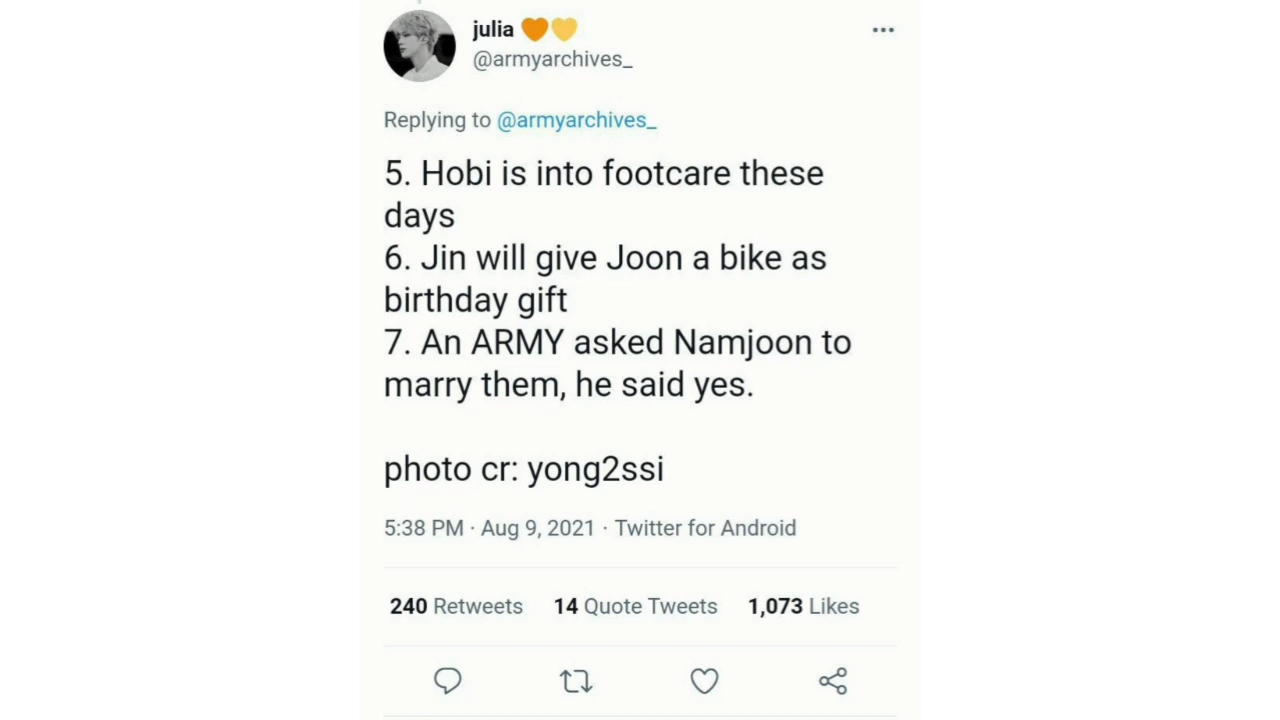 julia 🧡💛
@armyarchives_
Replying to @armyarchives_
5. Hobi is into footcare these
days
6. Jin will give Joon a bike as
birthday gift
7. An ARMY asked Namjoon to
marry them, he said yes.
photo cr: yong2ssi
5:38 PM · Aug 9, 2021 · Twitter for Android
240 Retweets 14 Quote Tweets 1,073 Likes